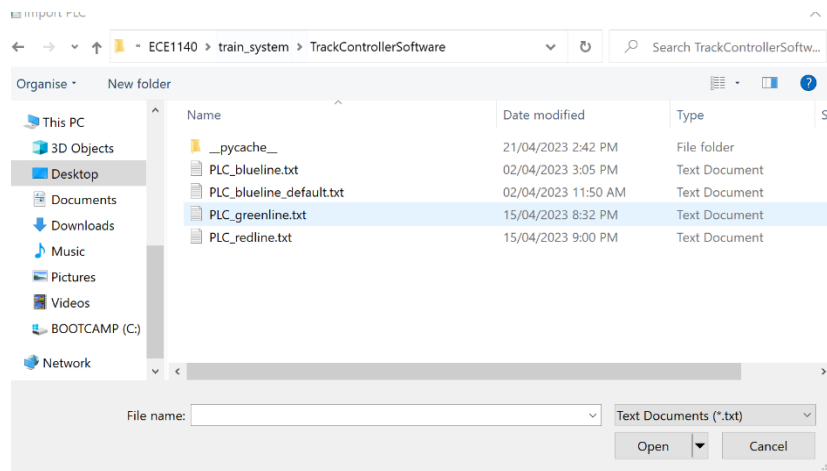 Import PLC
« ECE1140 > train_system > TrackControllerSoftware
Search TrackControllerSoftw...
Organise
New folder
This PC
3D Objects
Desktop
Documents
Downloads
Music
Pictures
Videos
BOOTCAMP (C:)
Network
Name Date modified Type S
__pycache__ 21/04/2023 2:42 PM File folder
PLC_blueline.txt 02/04/2023 3:05 PM Text Document
PLC_blueline_default.txt 02/04/2023 11:50 AM Text Document
PLC_greenline.txt 15/04/2023 8:32 PM Text Document
PLC_redline.txt 15/04/2023 9:00 PM Text Document
File name:
Text Documents (*.txt)
Open Cancel